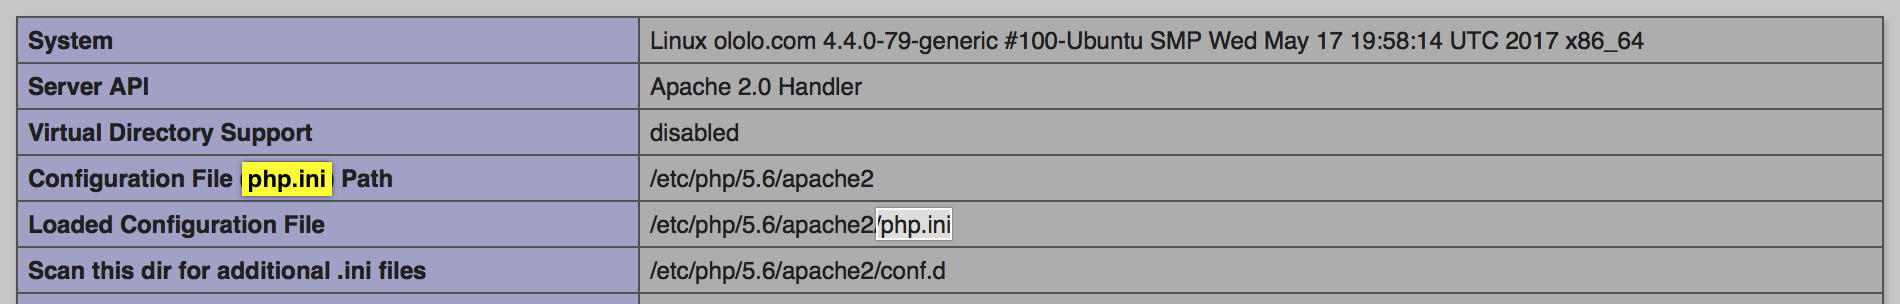 System Linux ololo.com 4.4.0-79-generic #100-Ubuntu SMP Wed May 17 19:58:14 UTC 2017 x86_64
Server API Apache 2.0 Handler
Virtual Directory Support disabled
Configuration File (php.ini) Path /etc/php/5.6/apache2
Loaded Configuration File /etc/php/5.6/apache2/php.ini
Scan this dir for additional .ini files /etc/php/5.6/apache2/conf.d